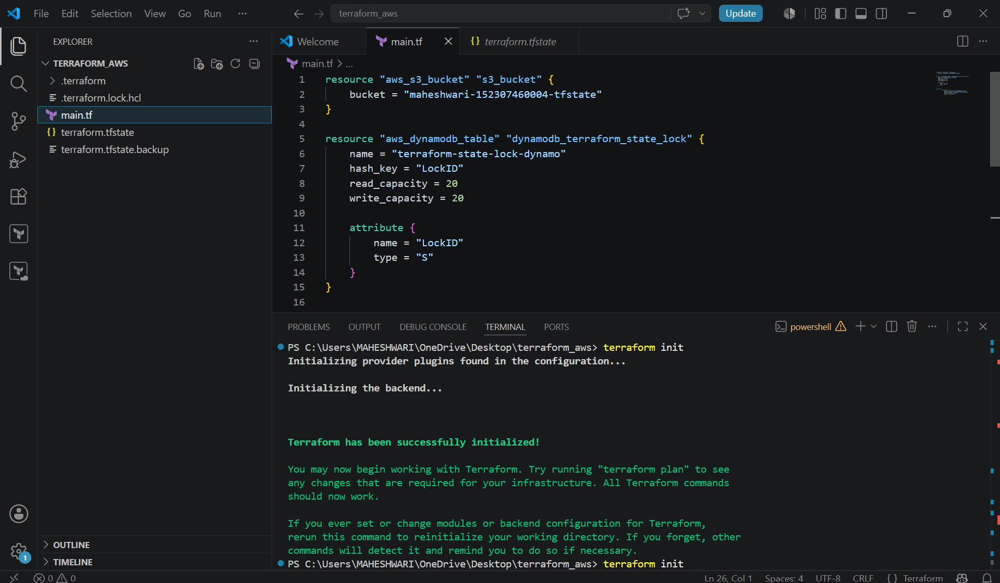 File Edit Selection View Go Run ...
terraform_aws
Update
EXPLORER
TERRAFORM_AWS
.terraform
.terraform.lock.hcl
main.tf
terraform.tfstate
terraform.tfstate.backup
OUTLINE
TIMELINE
Welcome
main.tf
{} terraform.tfstate
main.tf > ...
1 resource "aws_s3_bucket" "s3_bucket" {
2 bucket = "maheshwari-152307460004-tfstate"
3 }
4
5 resource "aws_dynamodb_table" "dynamodb_terraform_state_lock" {
6 name = "terraform-state-lock-dynamo"
7 hash_key = "LockID"
8 read_capacity = 20
9 write_capacity = 20
10
11 attribute {
12 name = "LockID"
13 type = "S"
14 }
15 }
16
PROBLEMS OUTPUT DEBUG CONSOLE TERMINAL PORTS
powershell
PS C:\Users\MAHESHWARI\OneDrive\Desktop\terraform_aws> terraform init
Initializing provider plugins found in the configuration...
Initializing the backend...
Terraform has been successfully initialized!
You may now begin working with Terraform. Try running "terraform plan" to see
any changes that are required for your infrastructure. All Terraform commands
should now work.
If you ever set or change modules or backend configuration for Terraform,
rerun this command to reinitialize your working directory. If you forget, other
commands will detect it and remind you to do so if necessary.
PS C:\Users\MAHESHWARI\OneDrive\Desktop\terraform_aws> terraform init
1
0 0
Ln 26, Col 1 Spaces: 4 UTF-8 CRLF {} Terraform